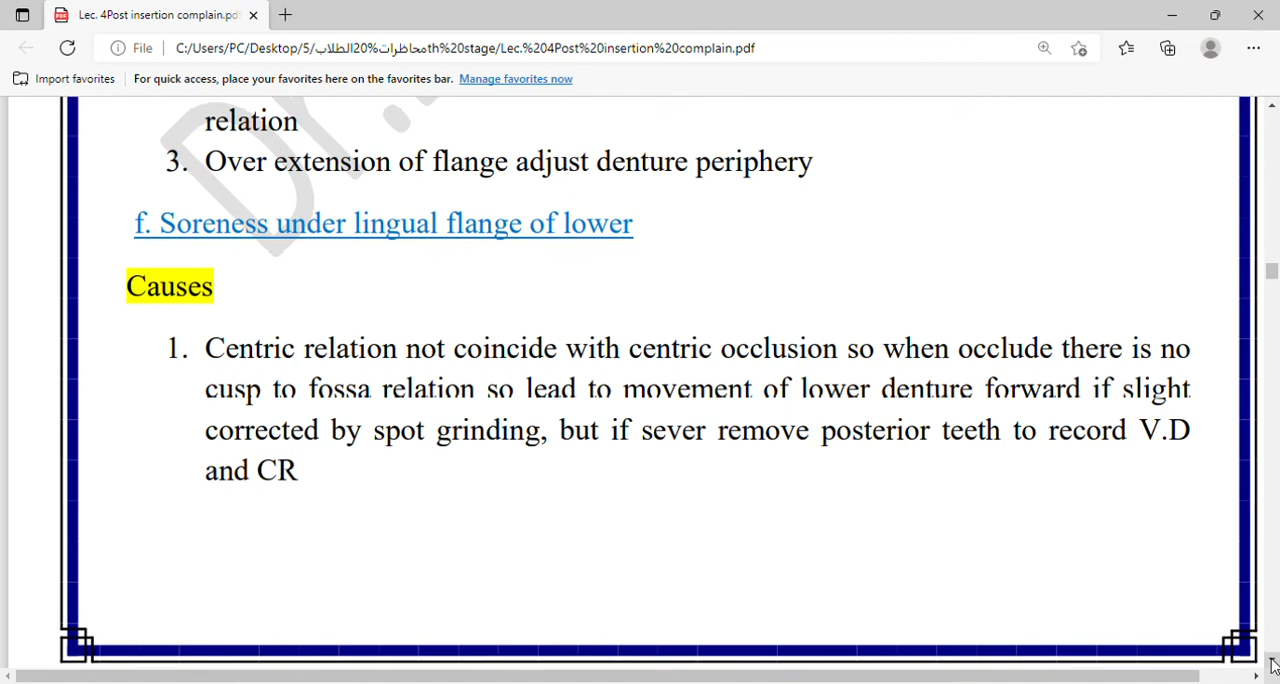 Lec. 4Post insertion complain.pd
File C:/Users/PC/Desktop/5/محاظرات%20الطلابth%20stage/Lec.%204Post%20insertion%20complain.pdf
Import favorites For quick access, place your favorites here on the favorites bar. Manage favorites now
Dr.
relation
3. Over extension of flange adjust denture periphery
f. Soreness under lingual flange of lower
Causes
1. Centric relation not coincide with centric occlusion so when occlude there is no
cusp to fossa relation so lead to movement of lower denture forward if slight
corrected by spot grinding, but if sever remove posterior teeth to record V.D
and CR